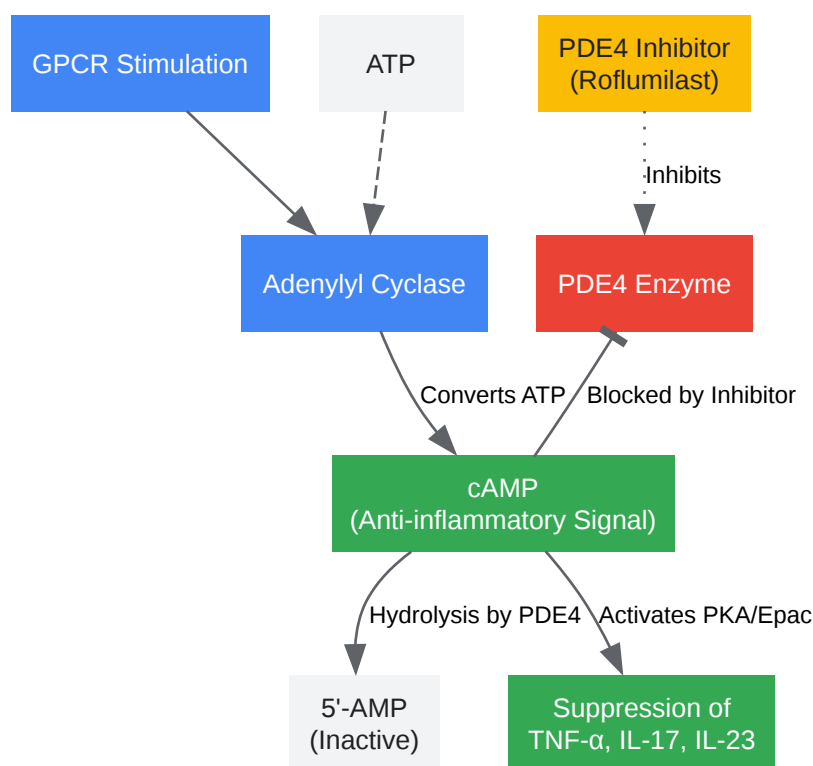 GPCR Stimulation
ATP
PDE4 Inhibitor
(Roflumilast)
Inhibits
Adenylyl Cyclase
PDE4 Enzyme
Converts ATP
Blocked by Inhibitor
cAMP
(Anti-inflammatory Signal)
Hydrolysis by PDE4
Activates PKA/Epac
5'-AMP
(Inactive)
Suppression of
TNF-α, IL-17, IL-23